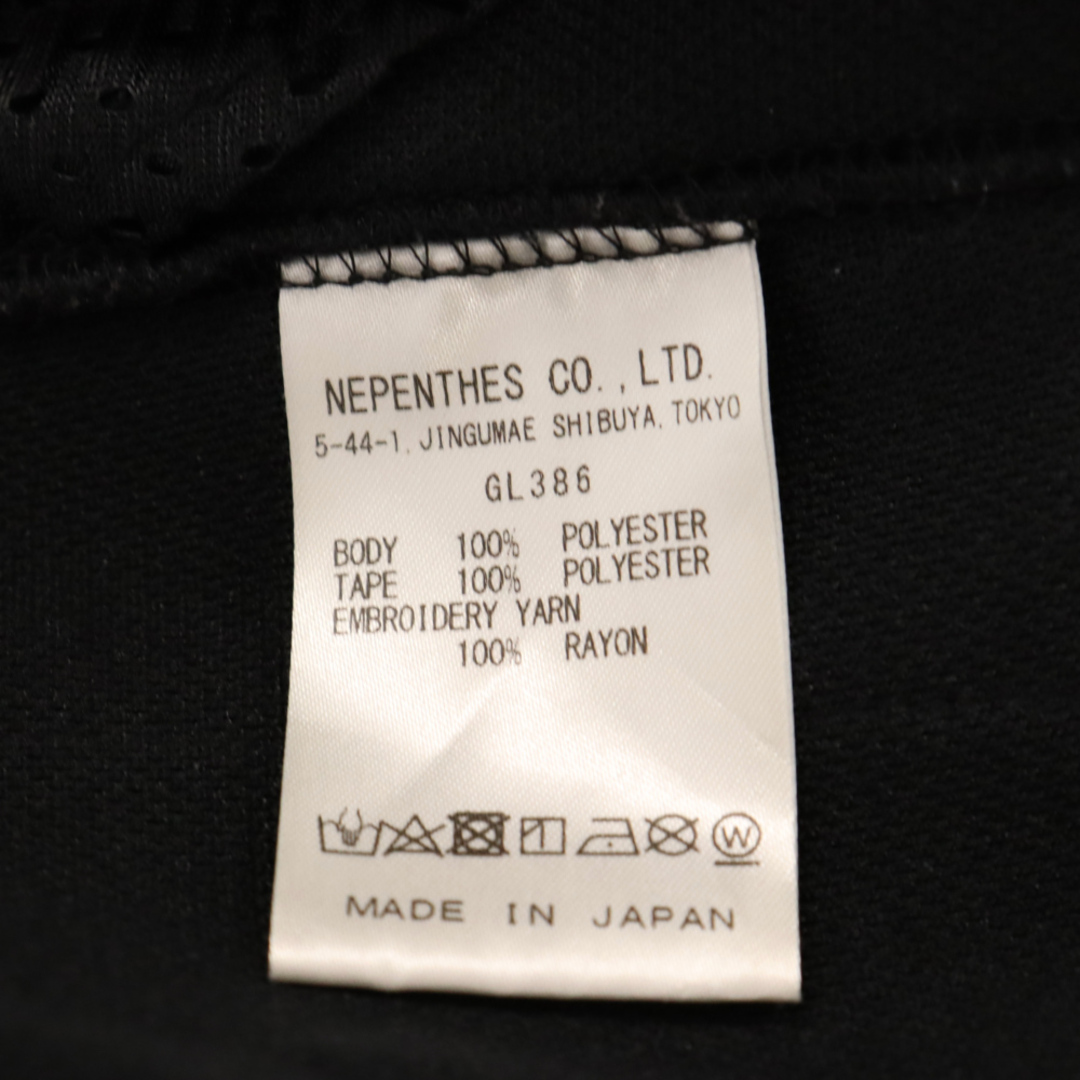 NEPENTHES CO., LTD.
5-44-1, JINGUMAE SHIBUYA, TOKYO
GL386
BODY 100% POLYESTER
TAPE 100% POLYESTER
EMBROIDERY YARN
100% RAYON
W
MADE IN JAPAN